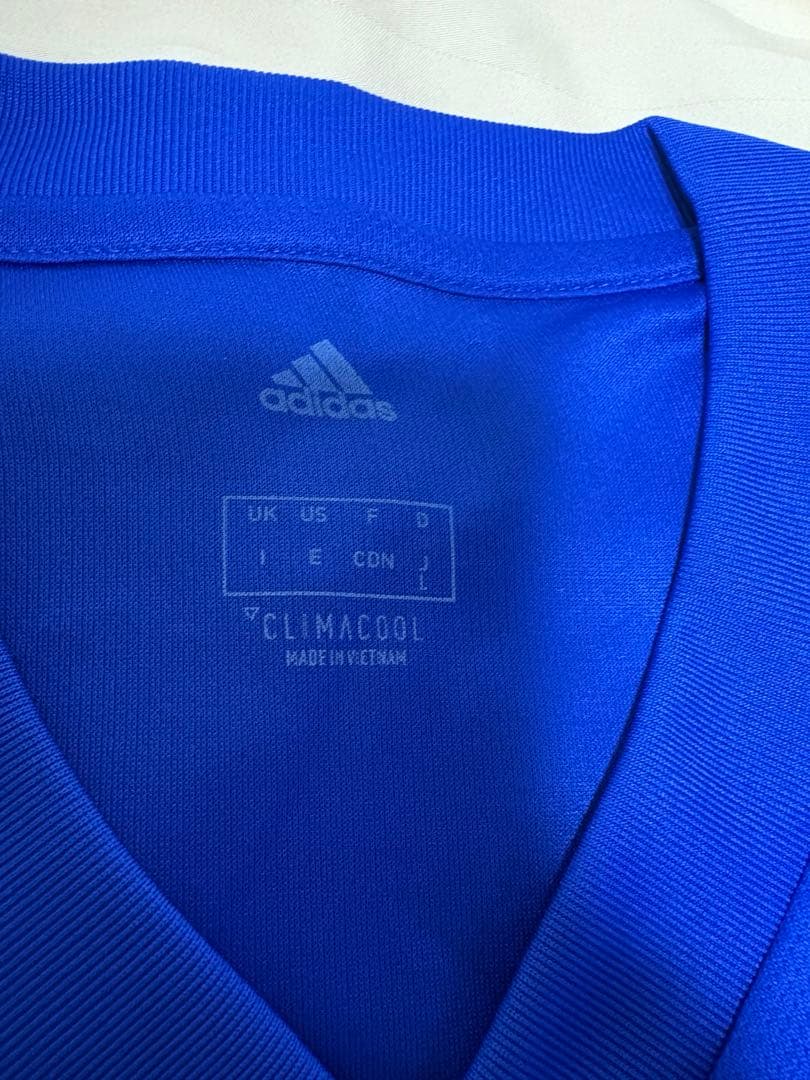 adidas
UK US F D
I E CDN J
L
CLIMACOOL
MADE IN VIETNAM